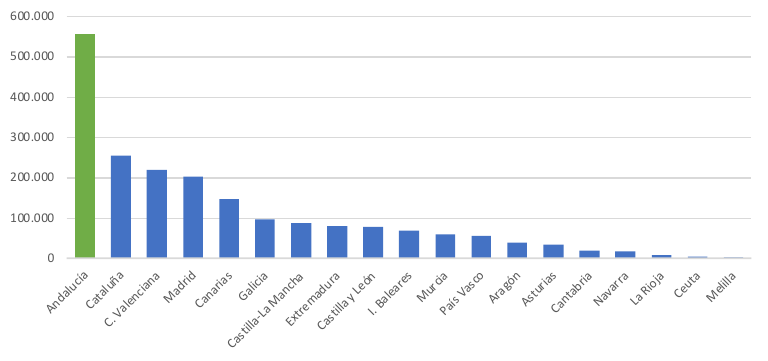 600.000
500.000
400.000
300.000
200.000
100.000
0
Andalucía
Cataluña
C. Valenciana
Madrid
Canarias
Galicia
Castilla-La Mancha
Extremadura
Castilla y León
I. Baleares
Murcia
País Vasco
Aragón
Asturias
Cantabria
Navarra
La Rioja
Ceuta
Melilla